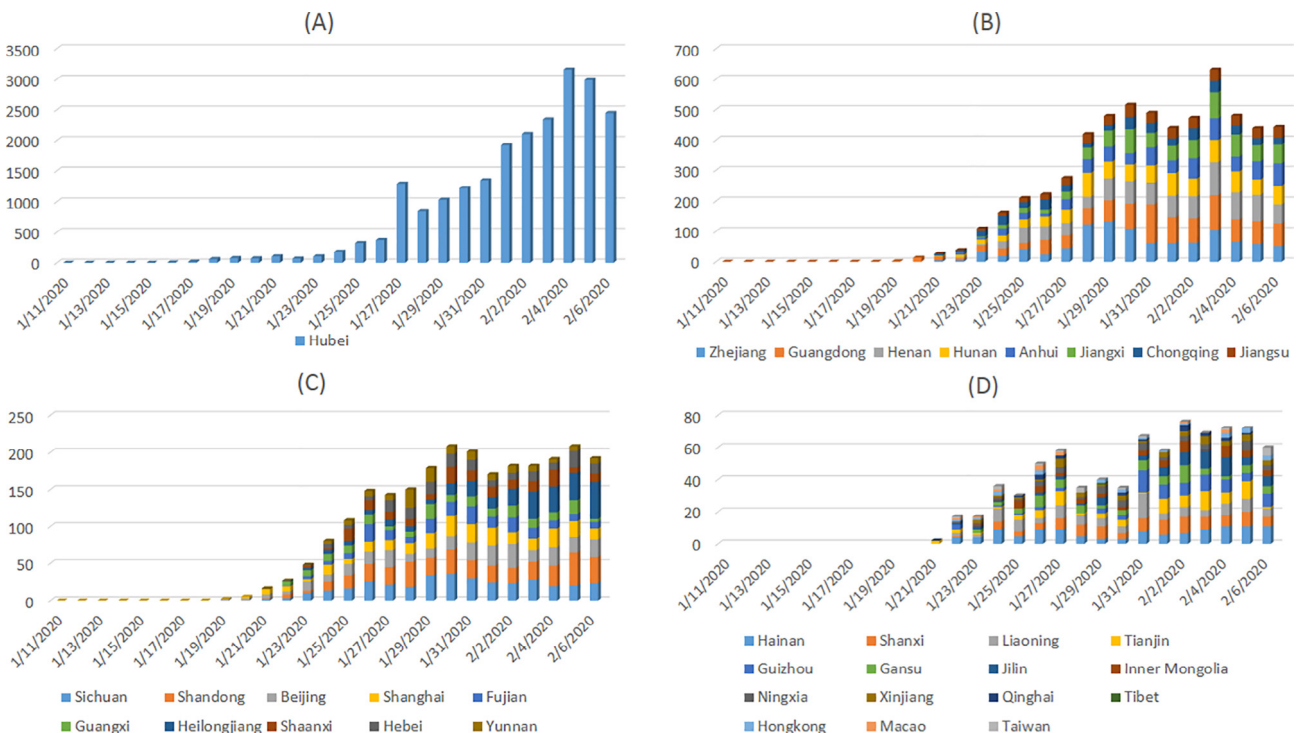 (A)
3500
3000
2500
2000
1500
1000
500
0
1/11/2020 1/13/2020 1/15/2020 1/17/2020 1/19/2020 1/21/2020 1/23/2020 1/25/2020 1/27/2020 1/29/2020 1/31/2020 2/2/2020 2/4/2020 2/6/2020
Hubei
(B)
700
600
500
400
300
200
100
0
1/11/2020 1/13/2020 1/15/2020 1/17/2020 1/19/2020 1/21/2020 1/23/2020 1/25/2020 1/27/2020 1/29/2020 1/31/2020 2/2/2020 2/4/2020 2/6/2020
Zhejiang Guangdong Henan Hunan Anhui Jiangxi Chongqing Jiangsu
(C)
250
200
150
100
50
0
1/11/2020 1/13/2020 1/15/2020 1/17/2020 1/19/2020 1/21/2020 1/23/2020 1/25/2020 1/27/2020 1/29/2020 1/31/2020 2/2/2020 2/4/2020 2/6/2020
Sichuan Shandong Beijing Shanghai Fujian
Guangxi Heilongjiang Shaanxi Hebei Yunnan
(D)
80
60
40
20
0
1/11/2020 1/13/2020 1/15/2020 1/17/2020 1/19/2020 1/21/2020 1/23/2020 1/25/2020 1/27/2020 1/29/2020 1/31/2020 2/2/2020 2/4/2020 2/6/2020
Hainan Shanxi Liaoning Tianjin
Guizhou Gansu Jilin Inner Mongolia
Ningxia Xinjiang Qinghai Tibet
Hongkong Macao Taiwan